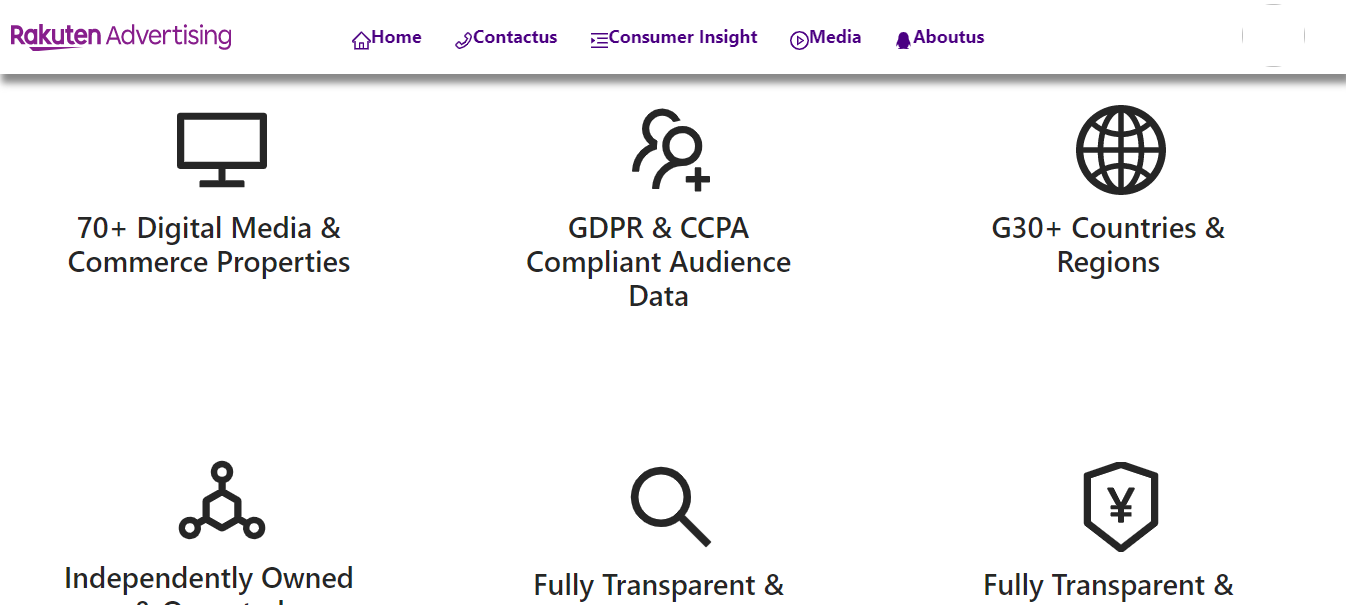 Rakuten Advertising
Home Contactus Consumer Insight Media Aboutus
70+ Digital Media &
Commerce Properties
GDPR & CCPA
Compliant Audience
Data
G30+ Countries &
Regions
¥
Independently Owned
Fully Transparent &
Fully Transparent &